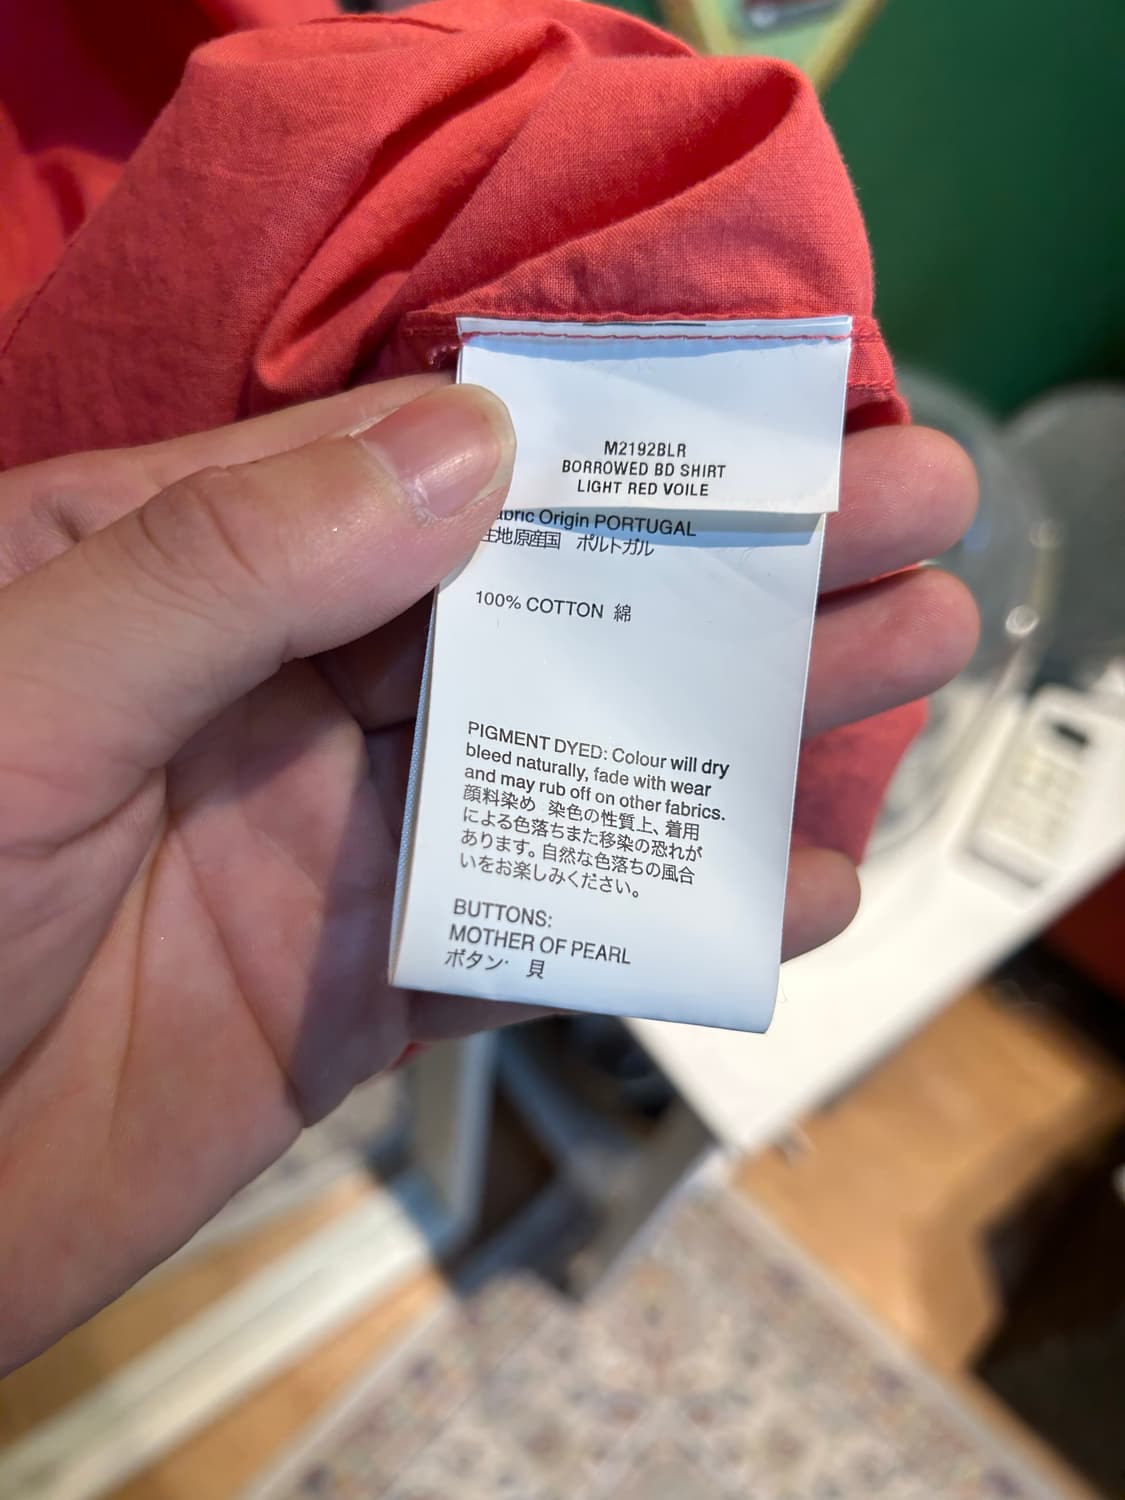 M2192BLR
BORROWED BD SHIRT
LIGHT RED VOILE
Fabric Origin PORTUGAL
生地原産国 ポルトガル
100% COTTON 綿
PIGMENT DYED: Colour will dry
bleed naturally, fade with wear
and may rub off on other fabrics.
顔料染め 染色の性質上、着用
による色落ちまた移染の恐れが
あります。自然な色落ちの風合
いをお楽しみください。
BUTTONS:
MOTHER OF PEARL
ボタン 貝